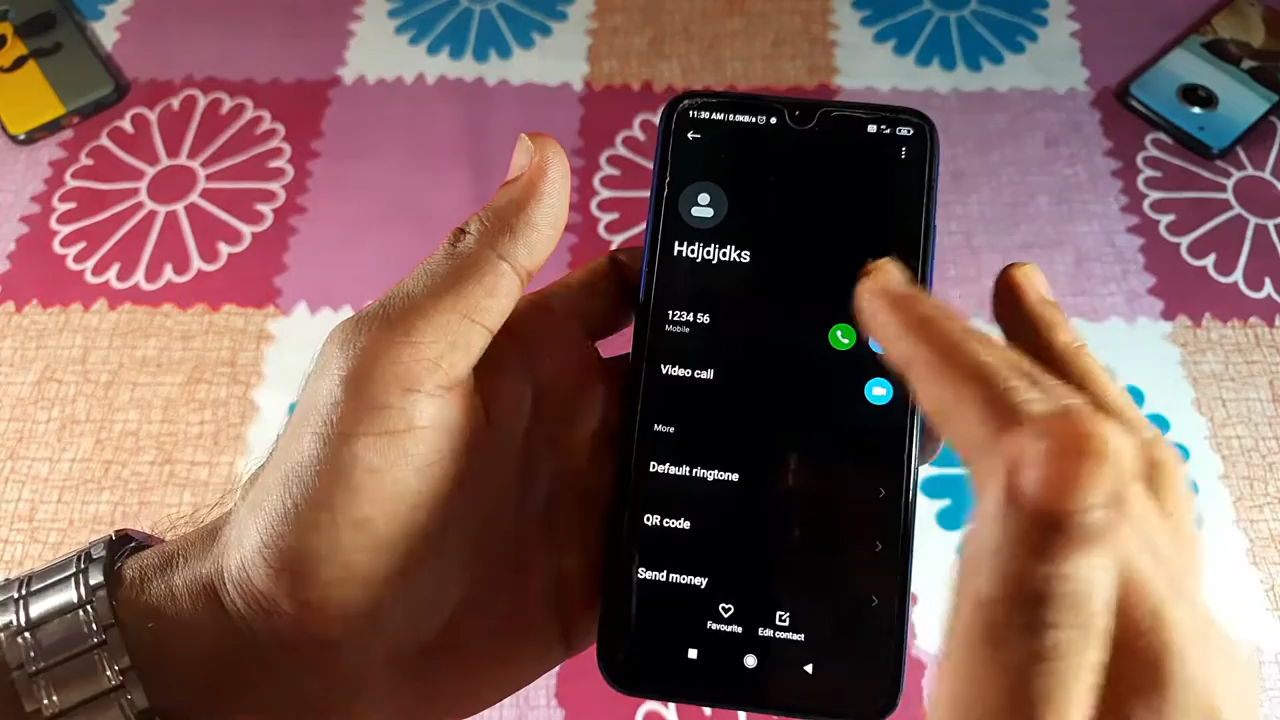 11:30 AM | 0.0KB/s
Hdjdjdks
1234 56
Mobile
Video call
More
Default ringtone
QR code
Send money
Favourite
Edit contact